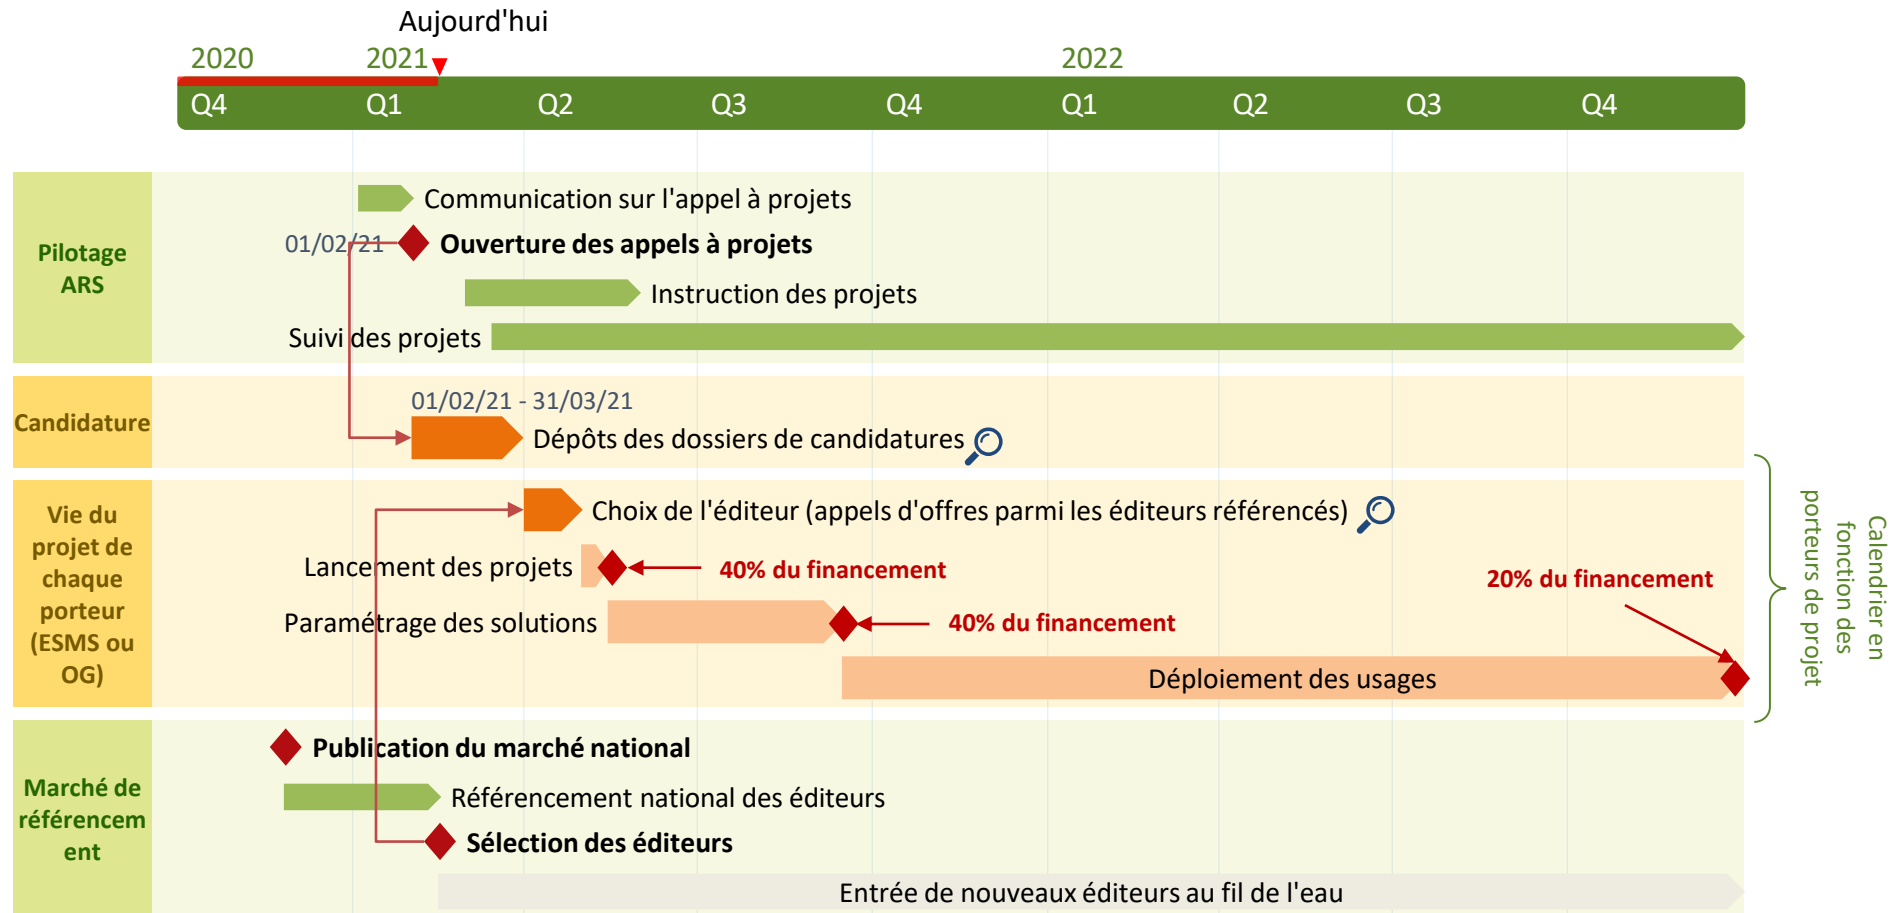 Aujourd'hui
2020 2021 2022
Q4 Q1 Q2 Q3 Q4 Q1 Q2 Q3 Q4
Pilotage
ARS
Communication sur l'appel à projets
01/02/21 Ouverture des appels à projets
Instruction des projets
Suivi des projets
Candidature
01/02/21 - 31/03/21
Dépôts des dossiers de candidatures
Vie du
projet de
chaque
porteur
(ESMS ou
OG)
Choix de l'éditeur (appels d'offres parmi les éditeurs référencés)
Lancement des projets 40% du financement
20% du financement
Paramétrage des solutions 40% du financement
Déploiement des usages
Calendrier en
fonction des
porteurs de projet
Marché de
référencem
ent
Publication du marché national
Référencement national des éditeurs
Sélection des éditeurs
Entrée de nouveaux éditeurs au fil de l'eau